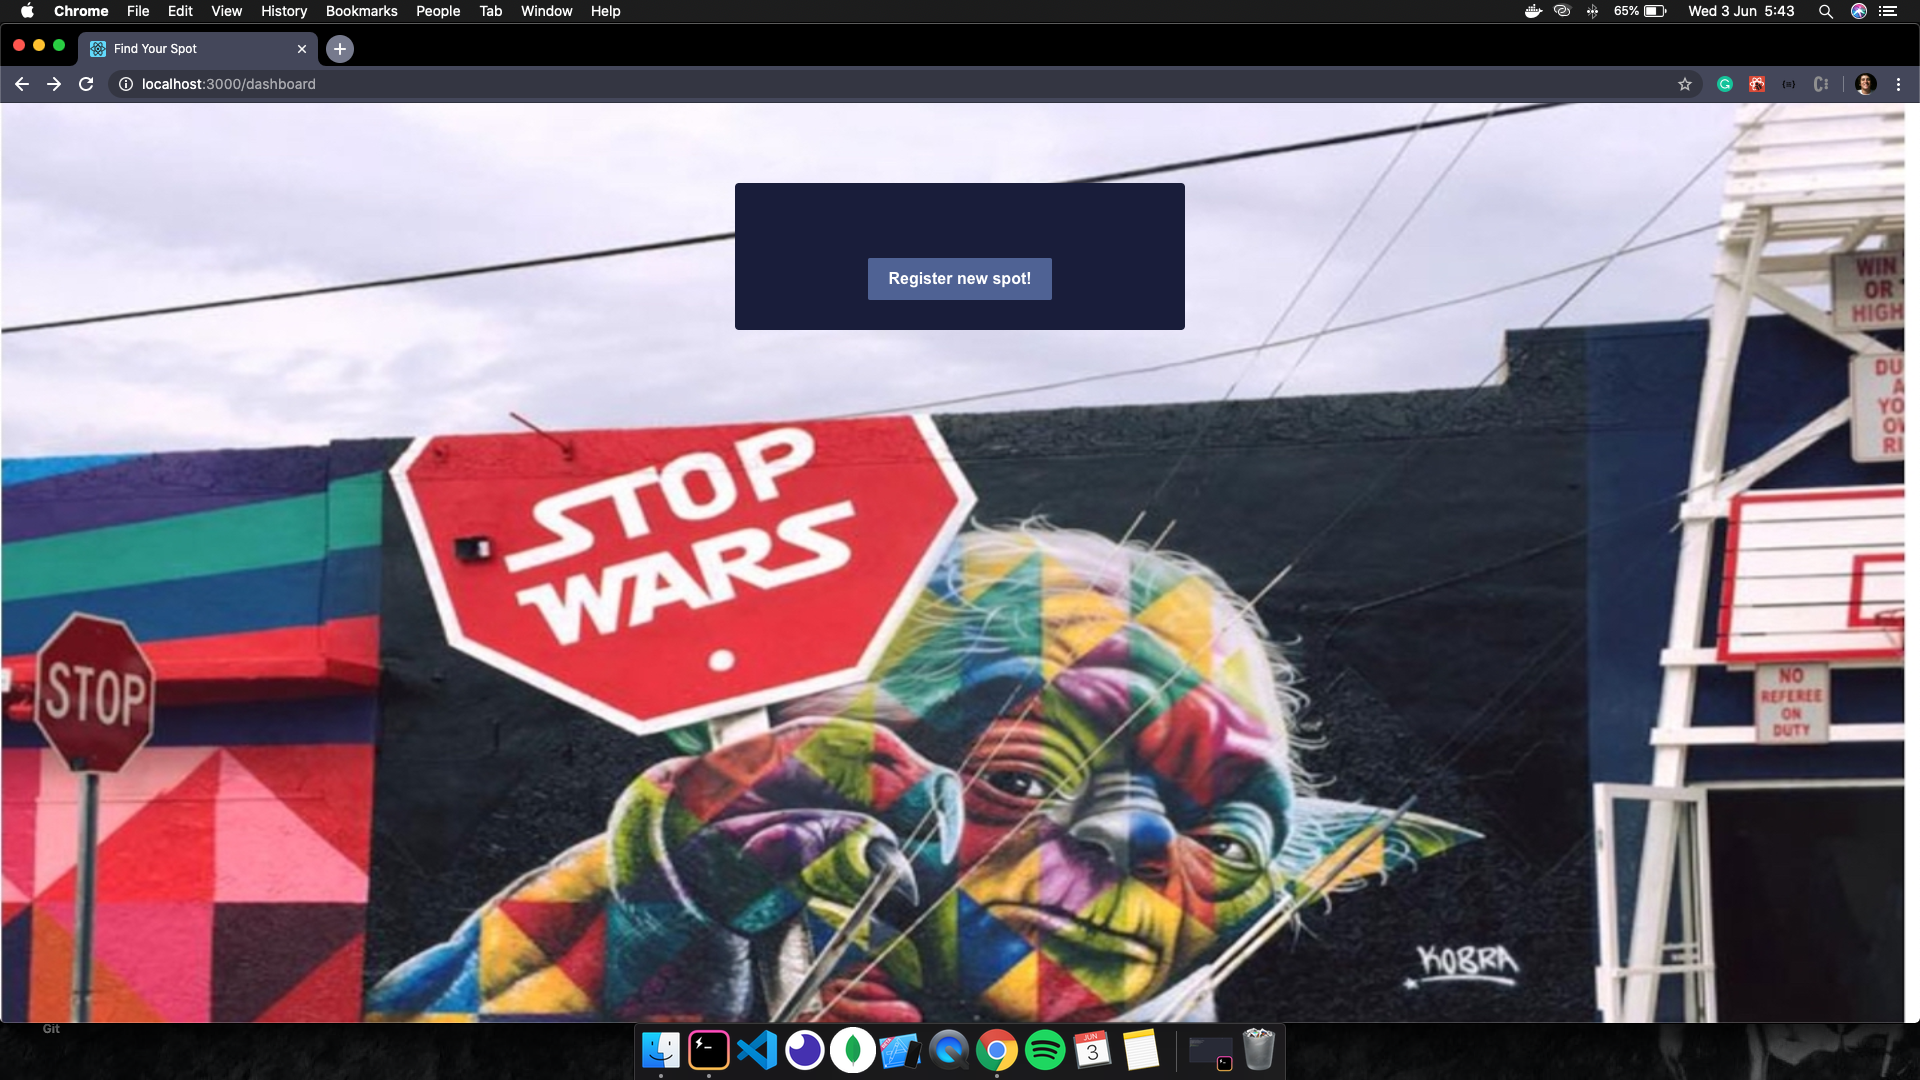 Chrome File Edit View History Bookmarks People Tab Window Help 65% Wed 3 Jun 5:43
Find Your Spot
localhost:3000/dashboard
Register new spot!
WIN
OR
HIGH
DU
A
YO
OW
RI
STOP
WARS
STOP
NO
REFEREE
ON
DUTY
KOBRA
Git
JUN
3